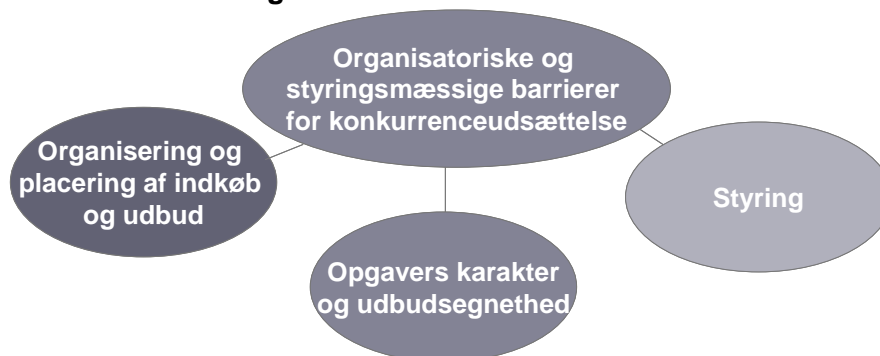 Organisatoriske og
styringsmæssige barrierer
for konkurrenceudsættelse
Organisering og
placering af indkøb
og udbud
Styring
Opgavers karakter
og udbudsegnethed